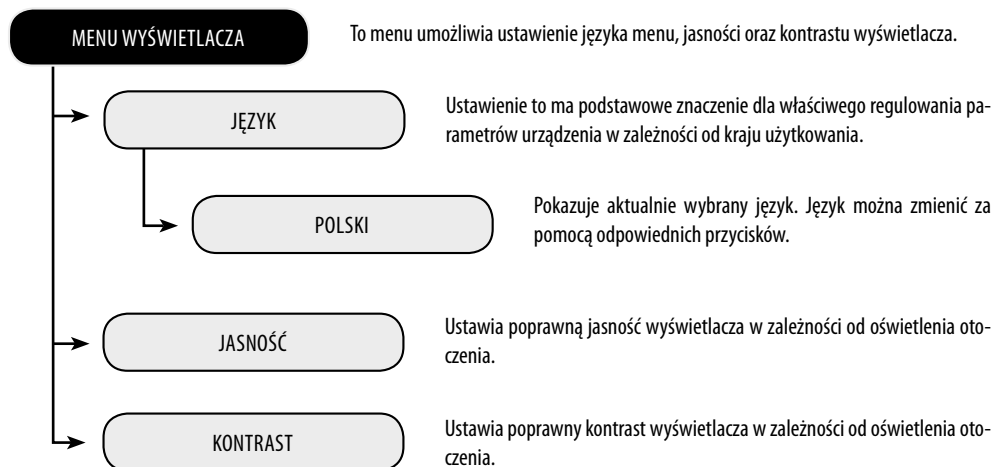 MENU WYŚWIETLACZA
To menu umożliwia ustawienie języka menu, jasności oraz kontrastu wyświetlacza.
JĘZYK
Ustawienie to ma podstawowe znaczenie dla właściwego regulowania pa-
rametrów urządzenia w zależności od kraju użytkowania.
POLSKI
Pokazuje aktualnie wybrany język. Język można zmienić za
pomocą odpowiednich przycisków.
JASNOŚĆ
Ustawia poprawną jasność wyświetlacza w zależności od oświetlenia oto-
czenia.
KONTRAST
Ustawia poprawny kontrast wyświetlacza w zależności od oświetlenia oto-
czenia.